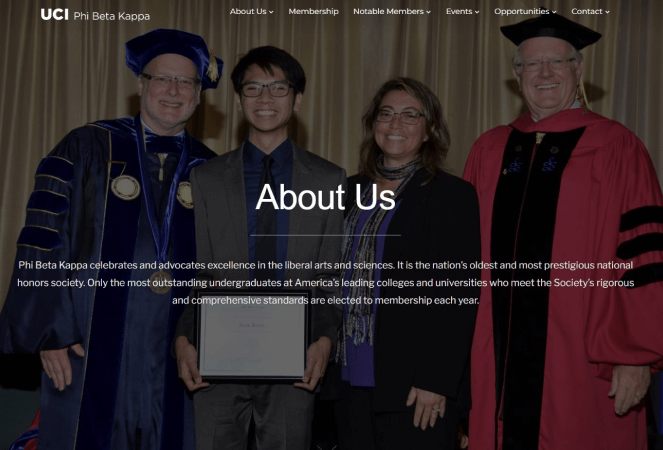 UCI Phi Beta Kappa
About Us Membership Notable Members Events Opportunities Contact
About Us
Phi Beta Kappa celebrates and advocates excellence in the liberal arts and sciences. It is the nation's oldest and most prestigious national
honors society. Only the most outstanding undergraduates at America's leading colleges and universities who meet the Society's rigorous
and comprehensive standards are elected to membership each year.